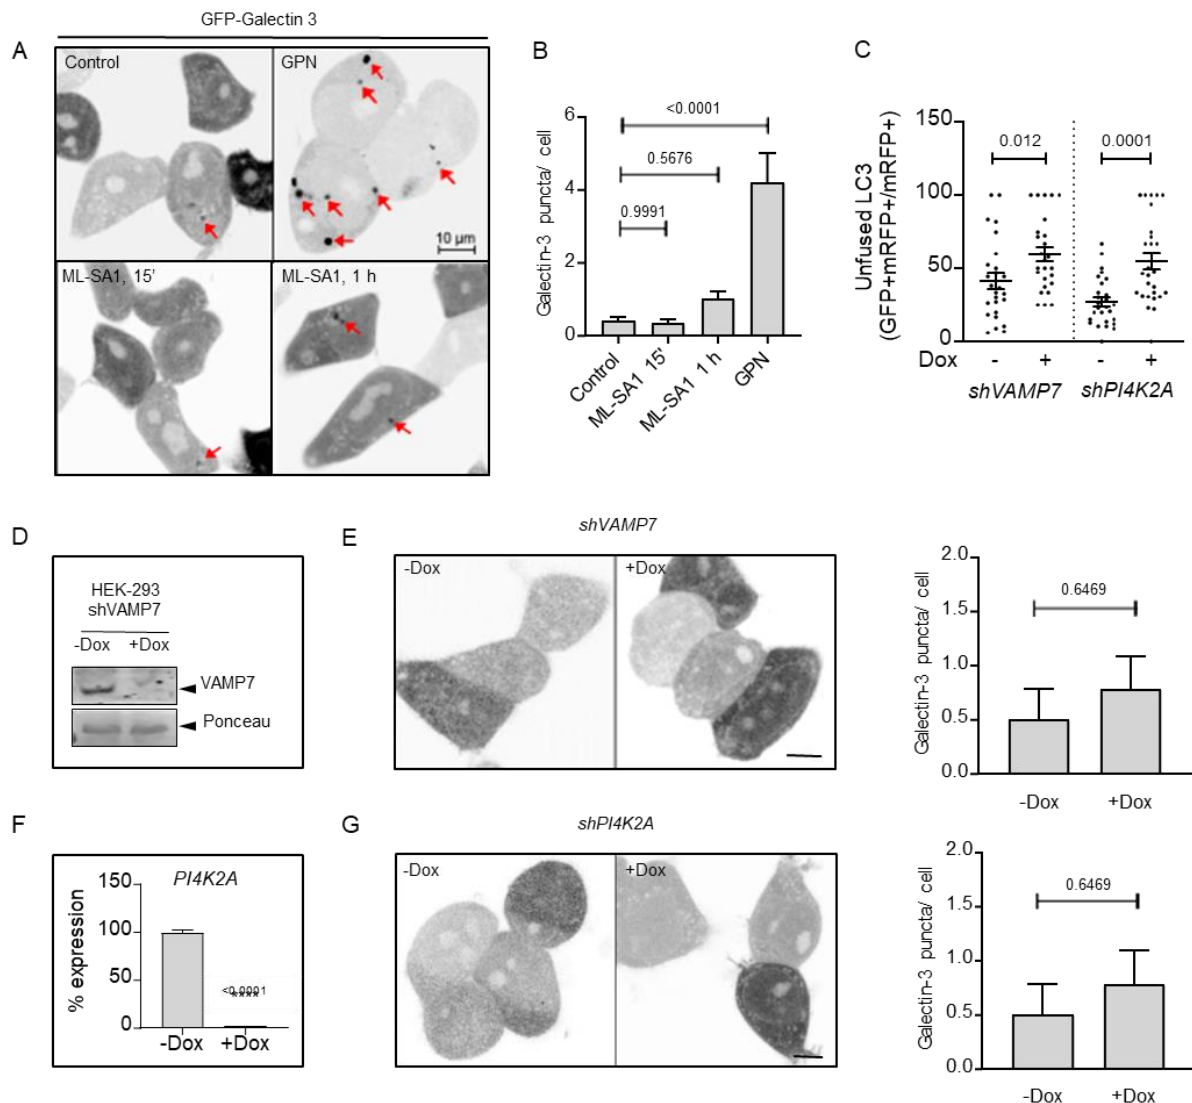 GFP-Galectin 3
A
Control
GPN
10 µm
ML-SA1, 15'
ML-SA1, 1 h
B
Galectin-3 puncta/ cell
6
4
2
0
<0.0001
0.5676
0.9991
Control
ML-SA1 15'
ML-SA1 1 h
GPN
C
Unfused LC3
(GFP+mRFP+/mRFP+)
150
100
50
0
0.012
0.0001
Dox - + - +
shVAMP7 shPI4K2A
D
HEK-293
shVAMP7
-Dox +Dox
VAMP7
Ponceau
E
shVAMP7
-Dox
+Dox
Galectin-3 puncta/ cell
2.0
1.5
1.0
0.5
0.0
0.6469
-Dox +Dox
F
PI4K2A
% expression
150
100
50
0
<0.0001
****
-Dox +Dox
G
shPI4K2A
-Dox
+Dox
Galectin-3 puncta/ cell
2.0
1.5
1.0
0.5
0.0
0.6469
-Dox +Dox